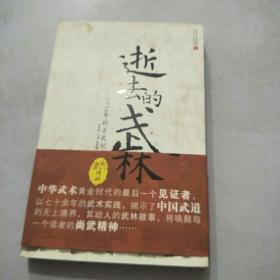 逝去的武林
中华武术黄金时代的最后一个见证者，
以七十余年的武术实践，揭示了中国武道
的无上境界，其动人的武林故事，将唤醒每
一个读者的尚武精神……